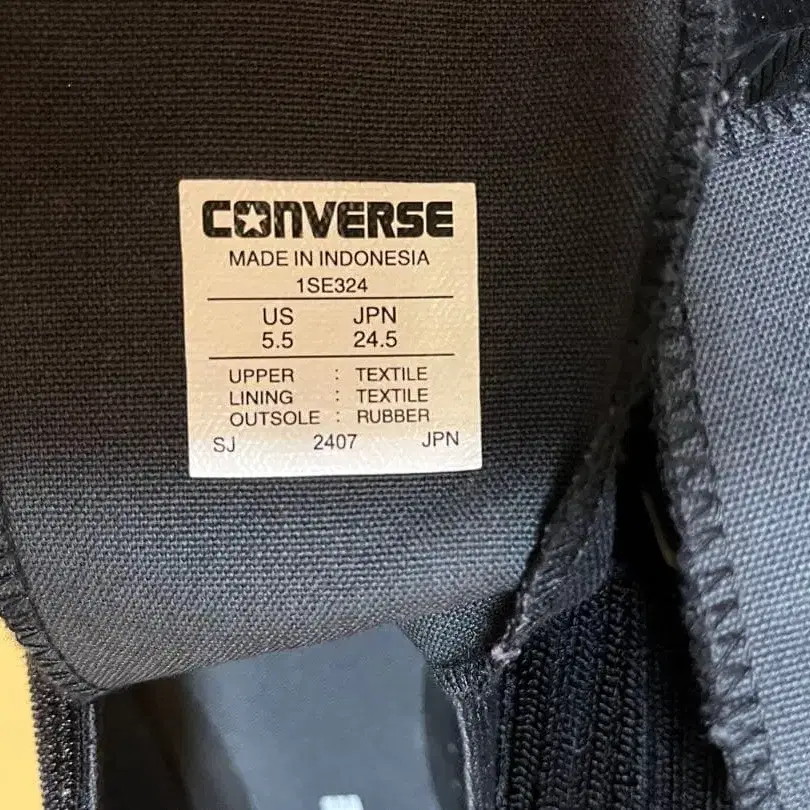 CONVERSE
MADE IN INDONESIA
1SE324
US JPN
5.5 24.5
UPPER : TEXTILE
LINING : TEXTILE
OUTSOLE : RUBBER
SJ 2407 JPN